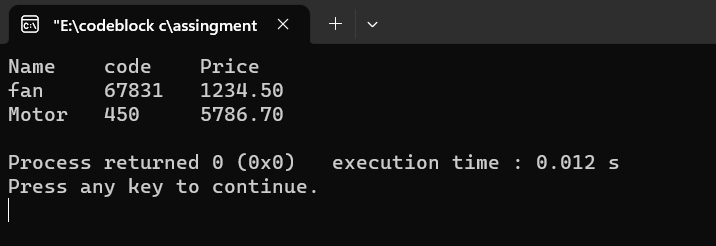 "E:\codeblock c\assingment
Name    code    Price
fan     67831   1234.50
Motor   450     5786.70
Process returned 0 (0x0)   execution time : 0.012 s
Press any key to continue.